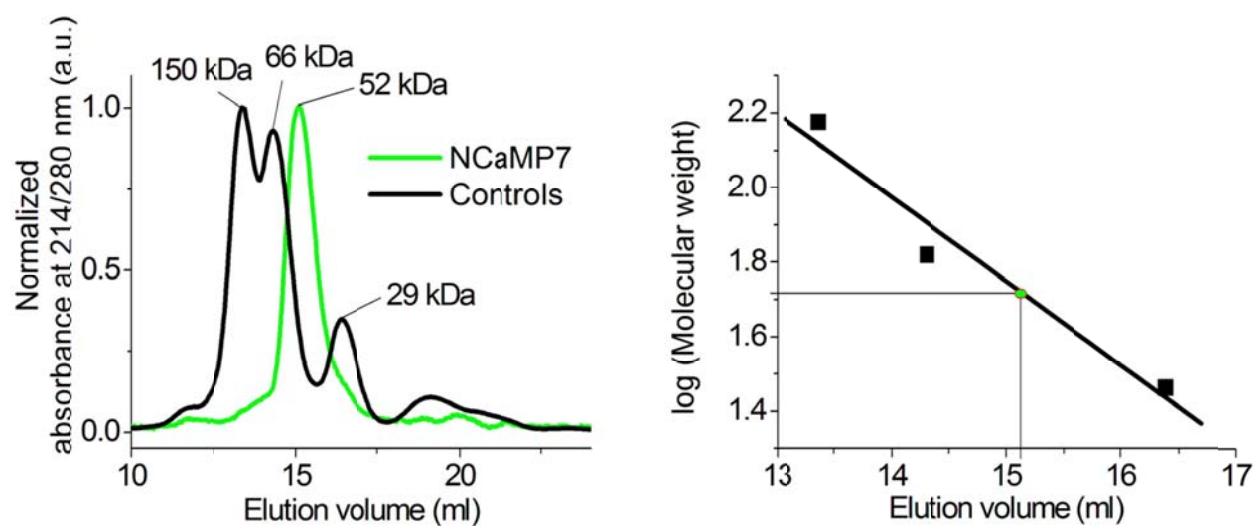 150 kDa
66 kDa
52 kDa
NCaMP7
Controls
29 kDa
Normalized
absorbance at 214/280 nm (a.u.)
1.0
0.5
0.0
10
15
20
Elution volume (ml)
log (Molecular weight)
2.2
2.0
1.8
1.6
1.4
13
14
15
16
17
Elution volume (ml)